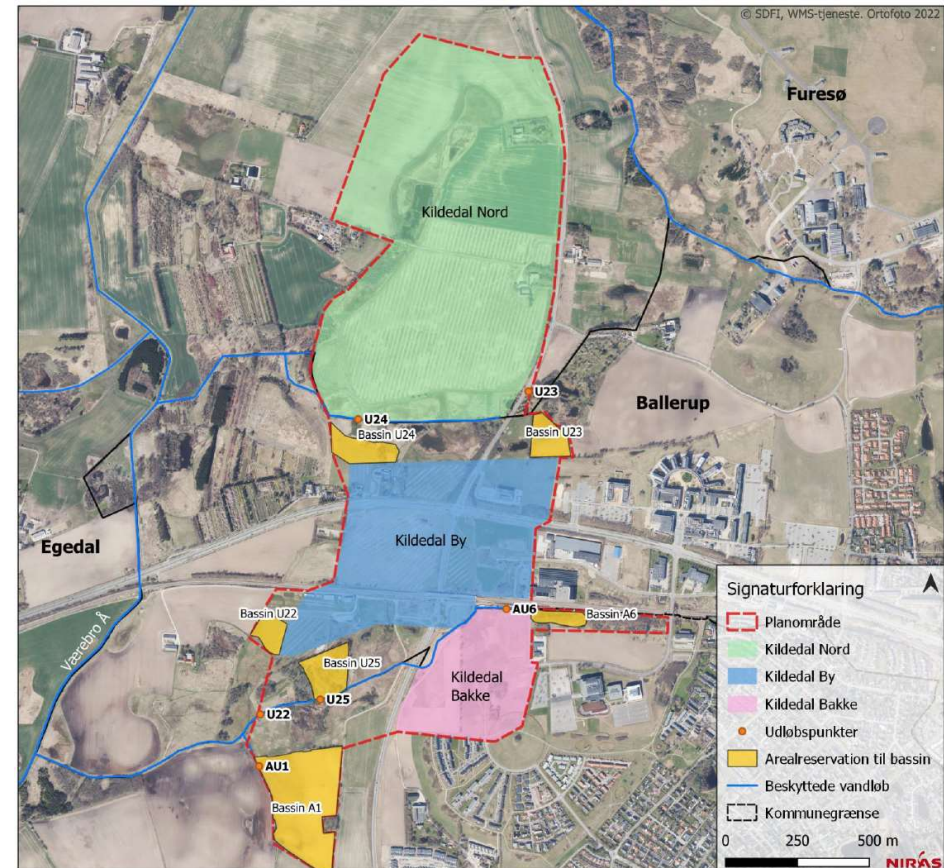 © SDFI, WMS-tjeneste. Ortofoto 2022
Furesø
Kildedal Nord
U23
Ballerup
U24
Bassin U24
Bassin U23
Kildedal By
Egedal
Værebro Å
Bassin U22
AU6
Bassin A6
Bassin U25
Kildedal
Bakke
U25
U22
AU1
Bassin A1
Signaturforklaring
Planområde
Kildedal Nord
Kildedal By
Kildedal Bakke
Udløbspunkter
Arealreservation til bassin
Beskyttede vandløb
Kommunegrænse
0 250 500 m
NIRAS